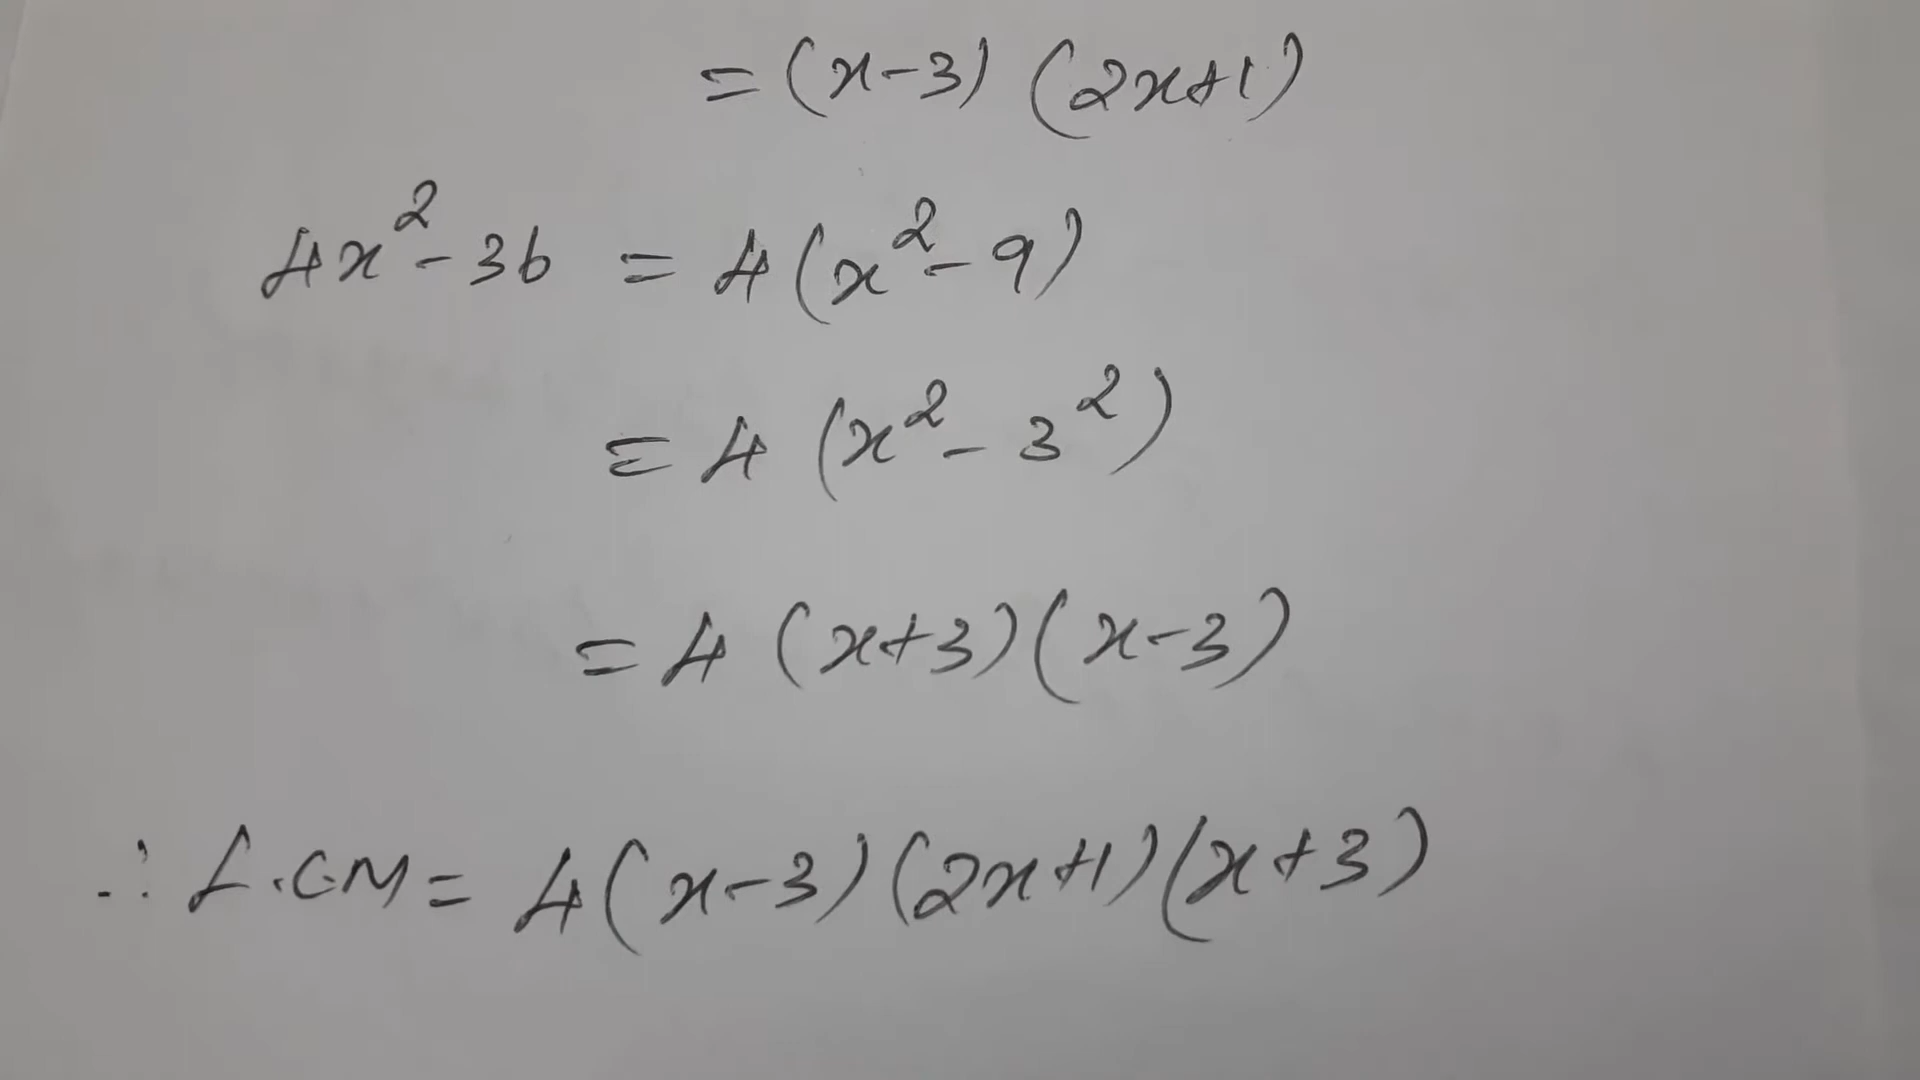 = (x-3) (2x+1)
4x² - 36 = 4(x² - 9)
= 4 (x² - 3²)
= 4 (x+3)(x-3)
∴ L.CM = 4(x-3)(2x+1)(x+3)